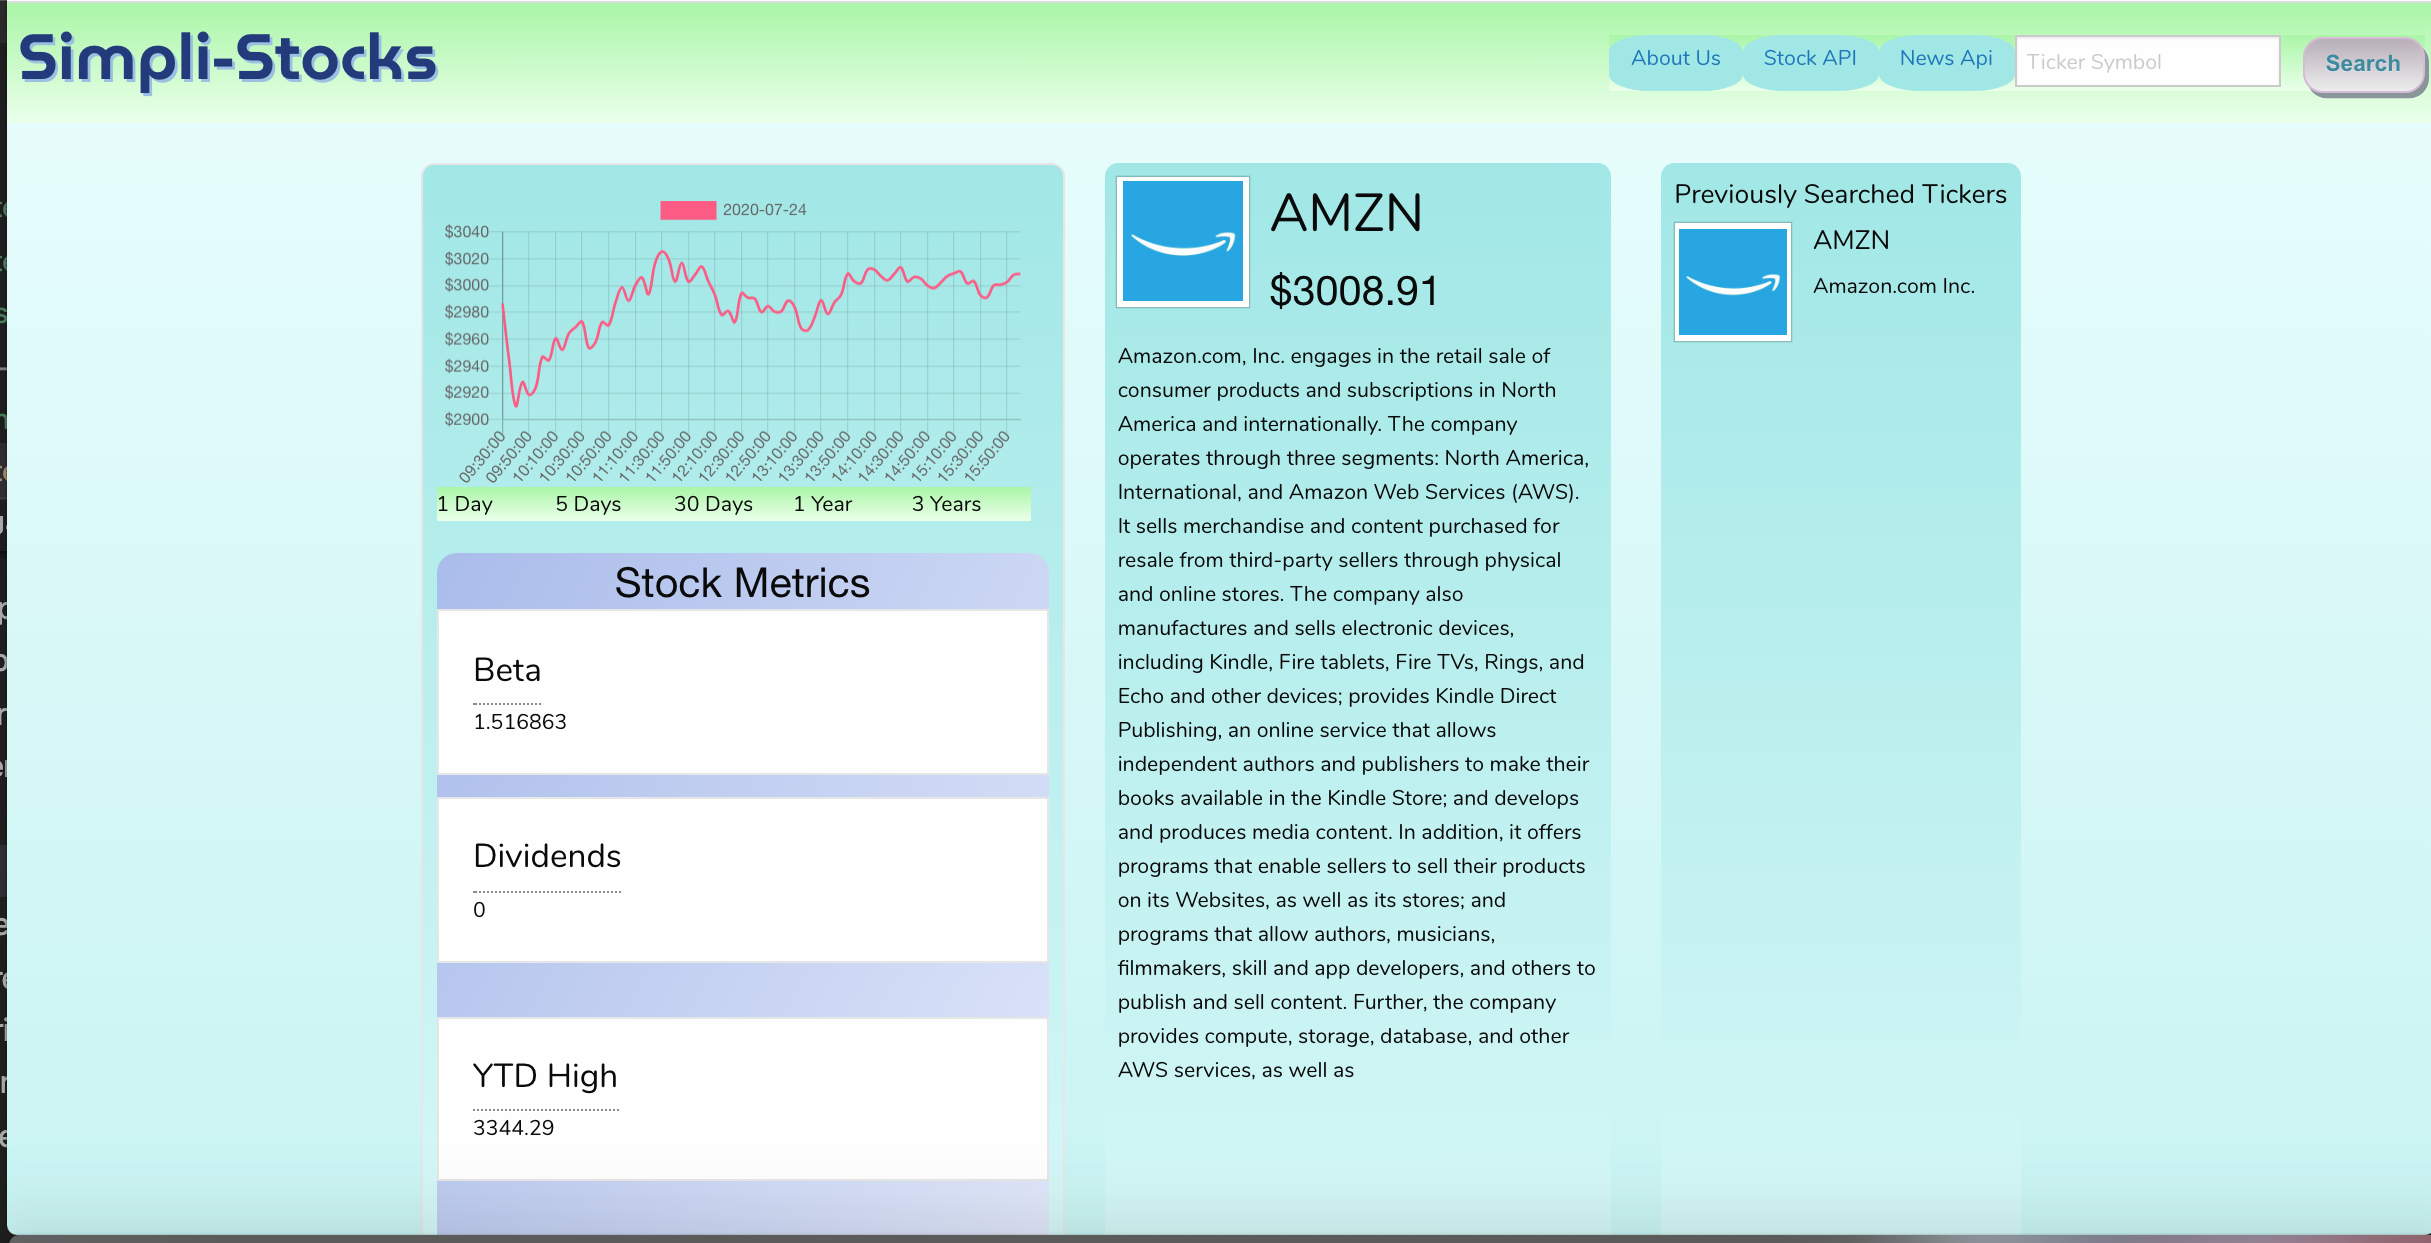 Simpli-Stocks
About Us
Stock API
News Api
Ticker Symbol
Search
2020-07-24
$3040
$3020
$3000
$2980
$2960
$2940
$2920
$2900
09:30:00
09:50:00
10:10:00
10:30:00
10:50:00
11:10:00
11:30:00
11:50:00
12:10:00
12:30:00
12:50:00
13:10:00
13:30:00
13:50:00
14:10:00
14:30:00
14:50:00
15:10:00
15:30:00
15:50:00
1 Day
5 Days
30 Days
1 Year
3 Years
Stock Metrics
Beta
1.516863
Dividends
0
YTD High
3344.29
AMZN
$3008.91
Amazon.com, Inc. engages in the retail sale of
consumer products and subscriptions in North
America and internationally. The company
operates through three segments: North America,
International, and Amazon Web Services (AWS).
It sells merchandise and content purchased for
resale from third-party sellers through physical
and online stores. The company also
manufactures and sells electronic devices,
including Kindle, Fire tablets, Fire TVs, Rings, and
Echo and other devices; provides Kindle Direct
Publishing, an online service that allows
independent authors and publishers to make their
books available in the Kindle Store; and develops
and produces media content. In addition, it offers
programs that enable sellers to sell their products
on its Websites, as well as its stores; and
programs that allow authors, musicians,
filmmakers, skill and app developers, and others to
publish and sell content. Further, the company
provides compute, storage, database, and other
AWS services, as well as
Previously Searched Tickers
AMZN
Amazon.com Inc.